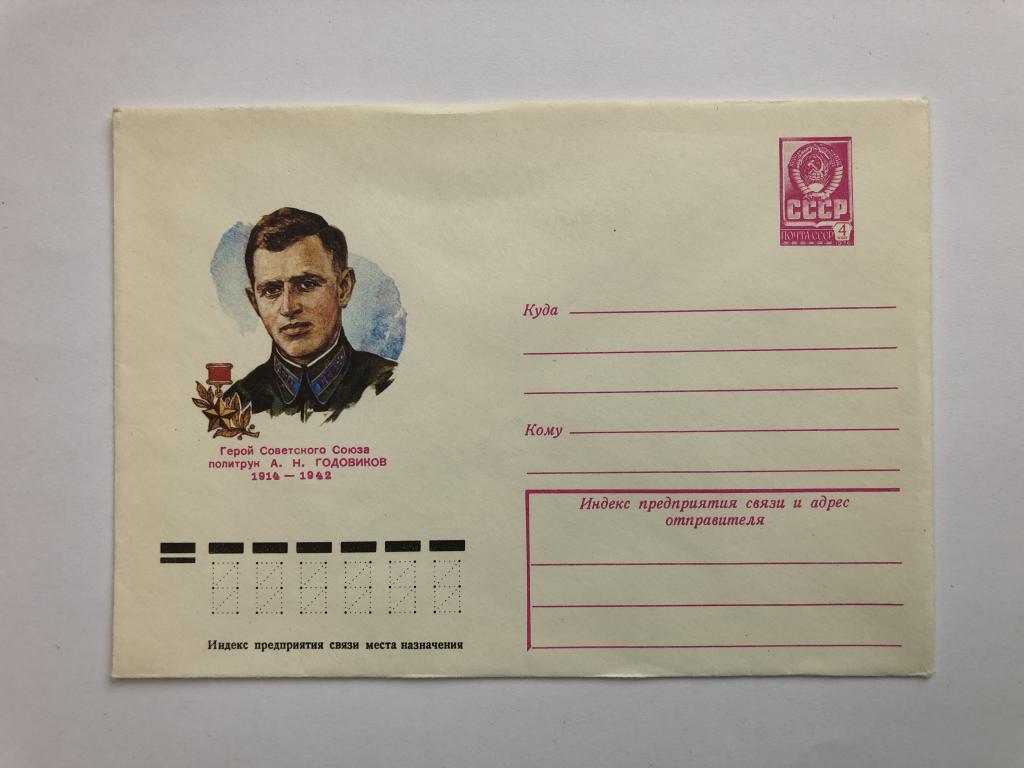 СССР
ПОЧТА СССР 4
Герой Советского Союза
политрук А. Н. ГОДОВИКОВ
1914 — 1942
Куда
Кому
Индекс предприятия связи и адрес
отправителя
Индекс предприятия связи места назначения